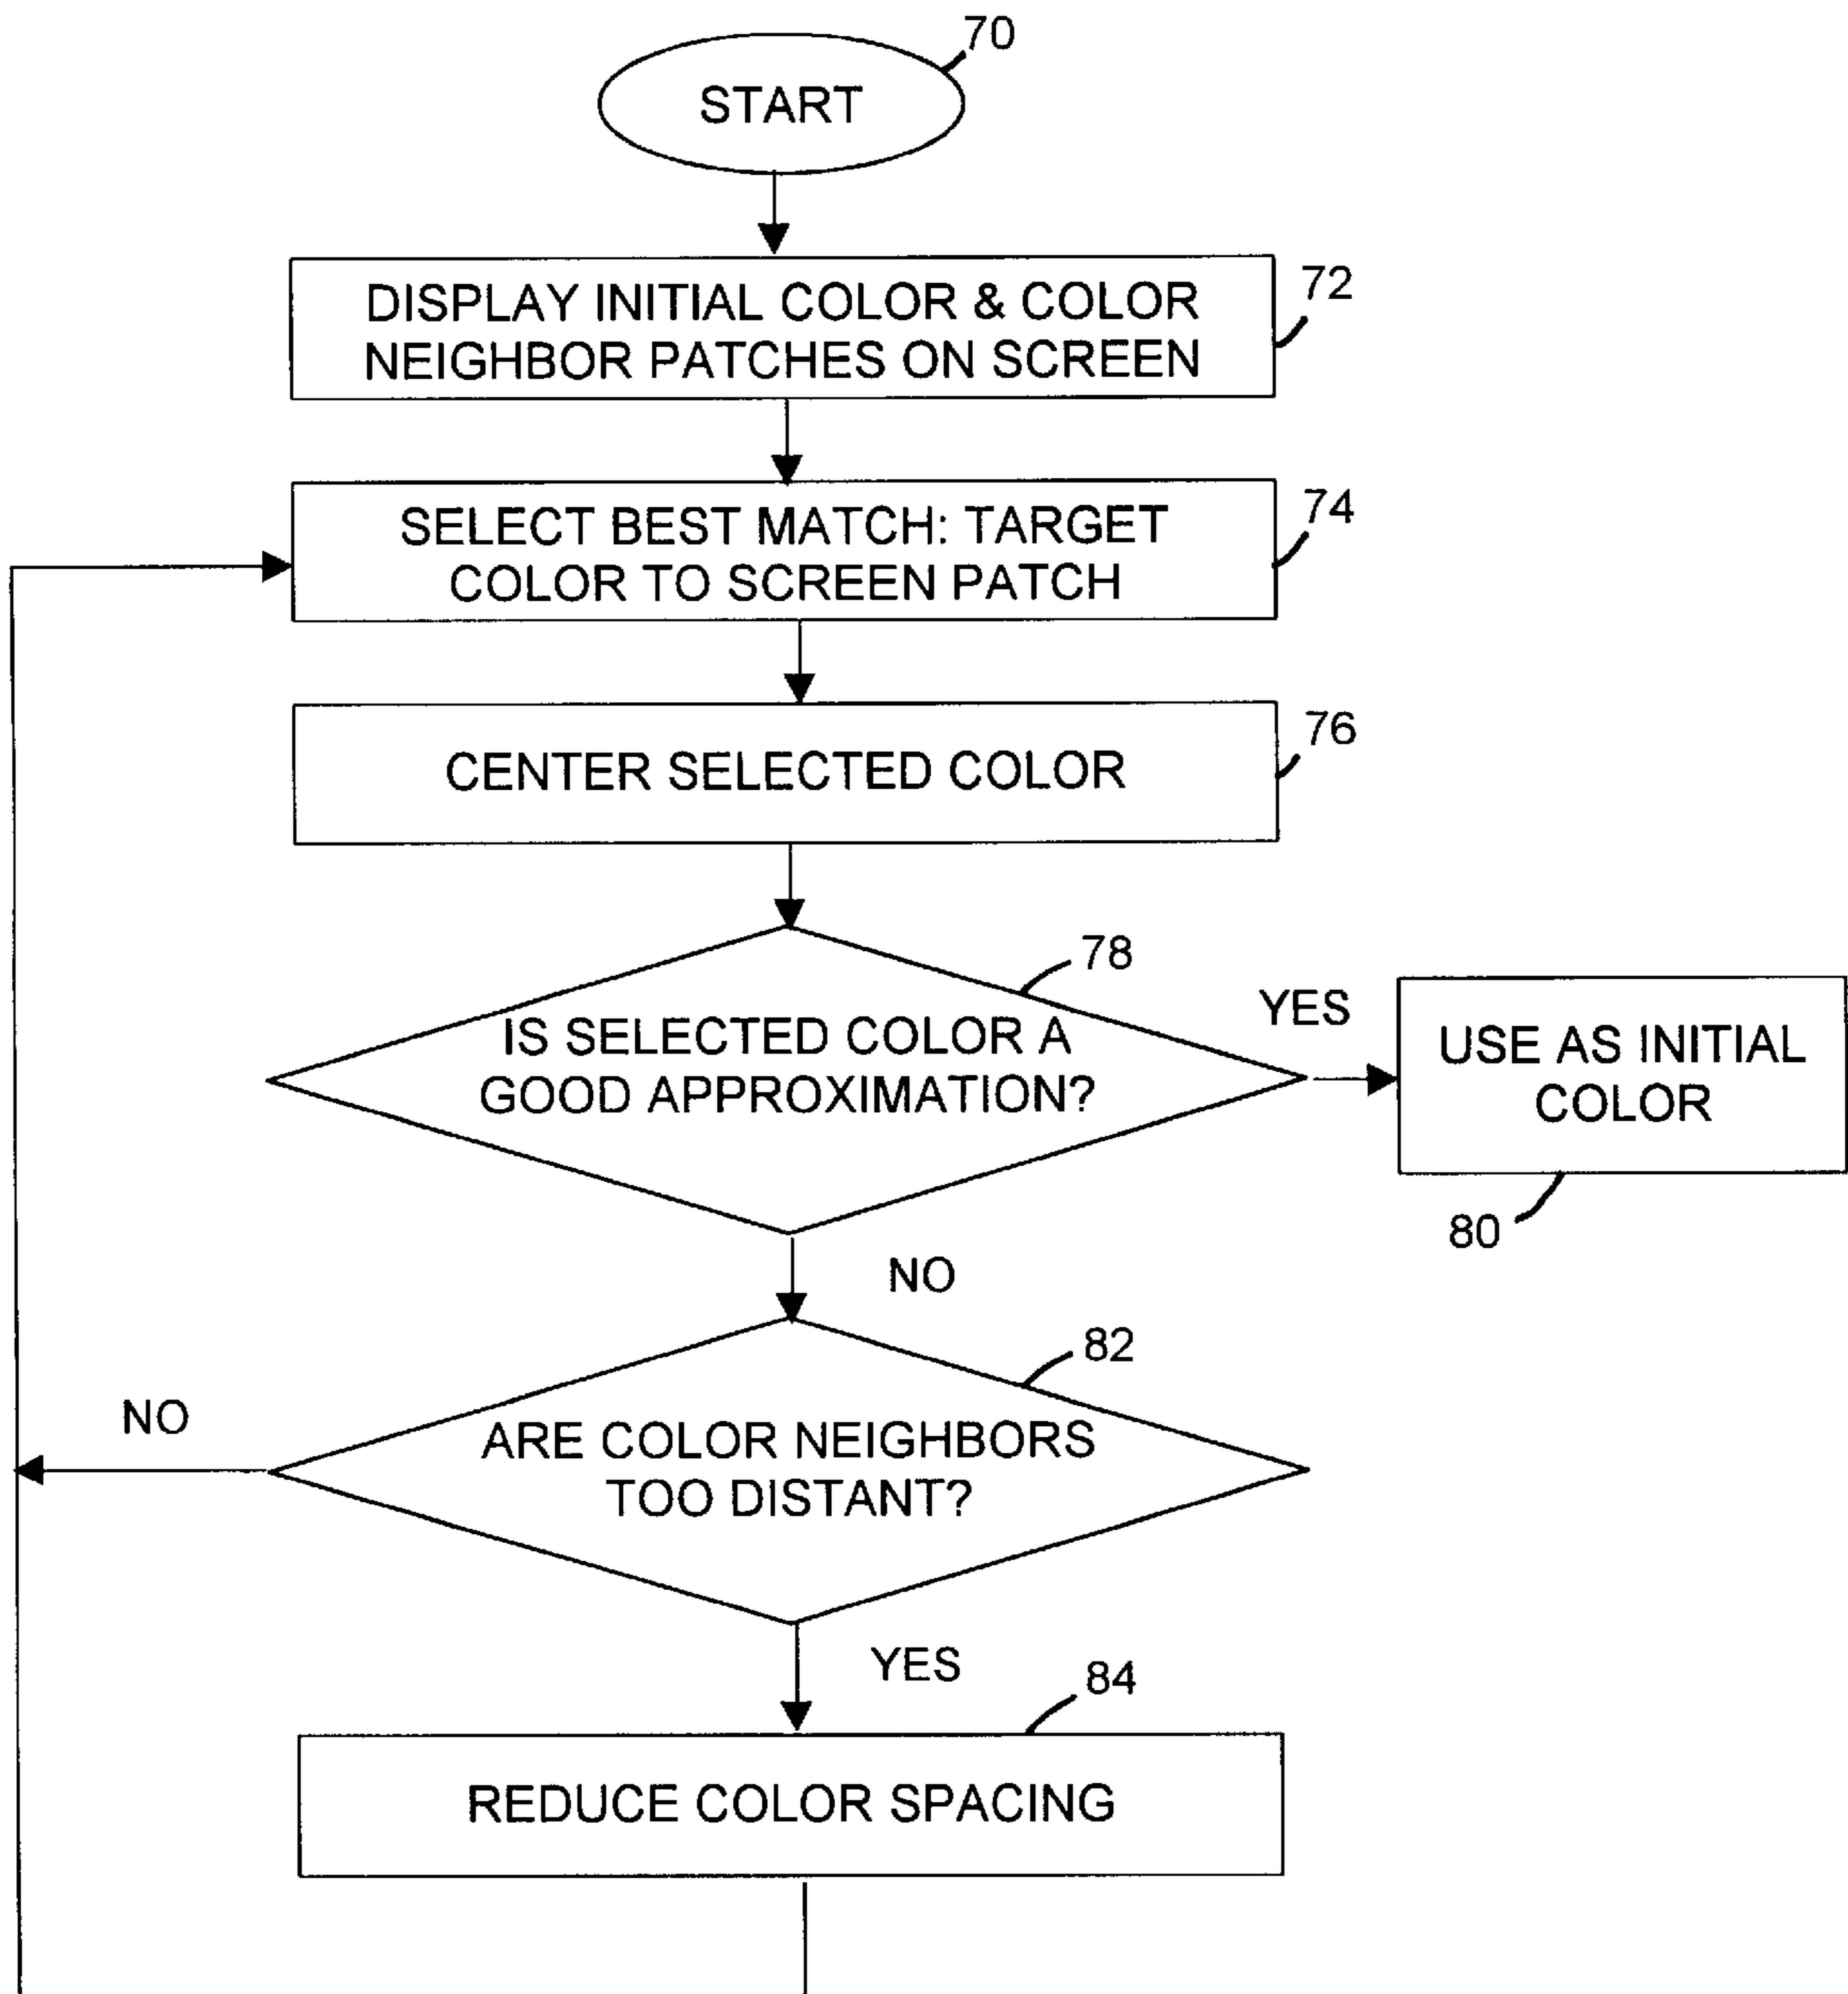 70
START
DISPLAY INITIAL COLOR & COLOR
NEIGHBOR PATCHES ON SCREEN
72
SELECT BEST MATCH: TARGET
COLOR TO SCREEN PATCH
74
CENTER SELECTED COLOR
76
78
IS SELECTED COLOR A
GOOD APPROXIMATION?
YES
USE AS INITIAL
COLOR
80
NO
82
ARE COLOR NEIGHBORS
TOO DISTANT?
NO
YES
84
REDUCE COLOR SPACING